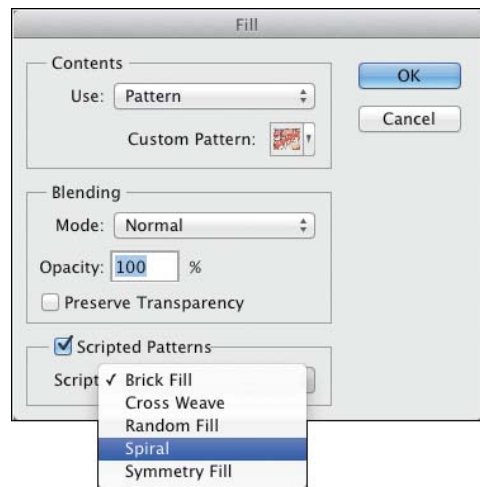 Fill
Contents
Use: Pattern
Custom Pattern:
OK
Cancel
Blending
Mode: Normal
Opacity: 100 %
Preserve Transparency
Scripted Patterns
Script ✓ Brick Fill
Cross Weave
Random Fill
Spiral
Symmetry Fill